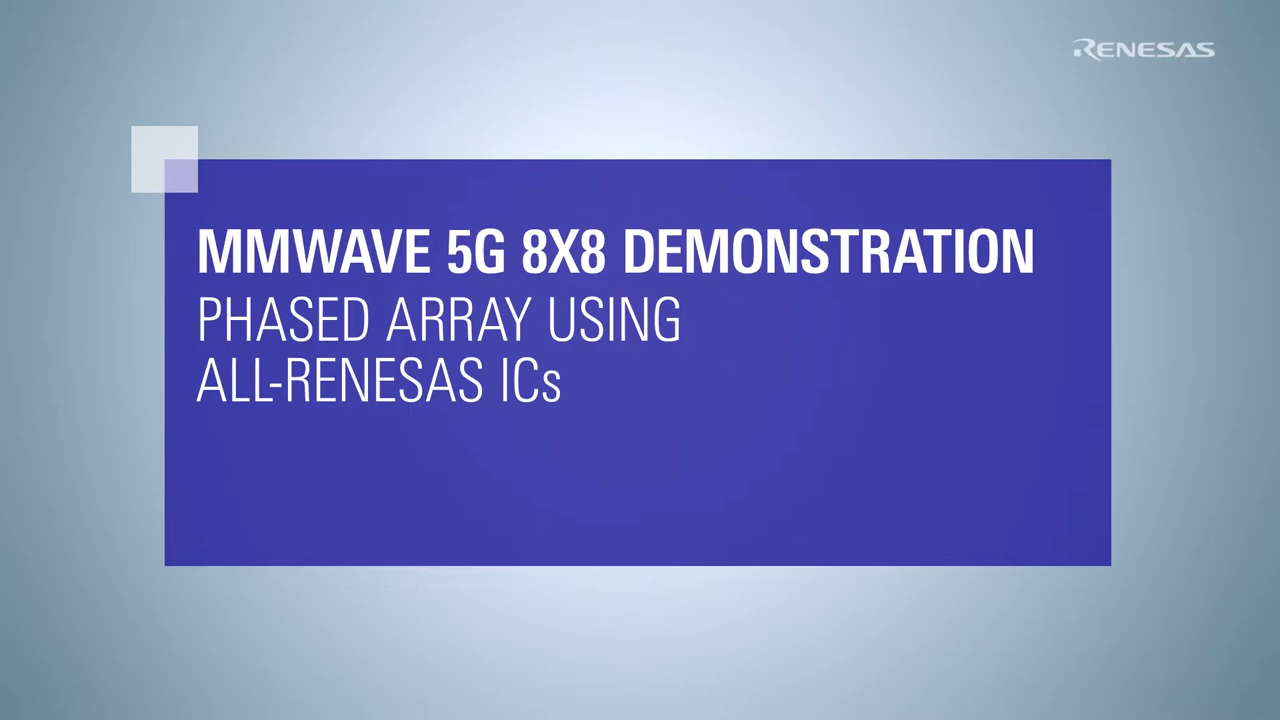 RENESAS
MMWAVE 5G 8X8 DEMONSTRATION
PHASED ARRAY USING
ALL-RENESAS ICs